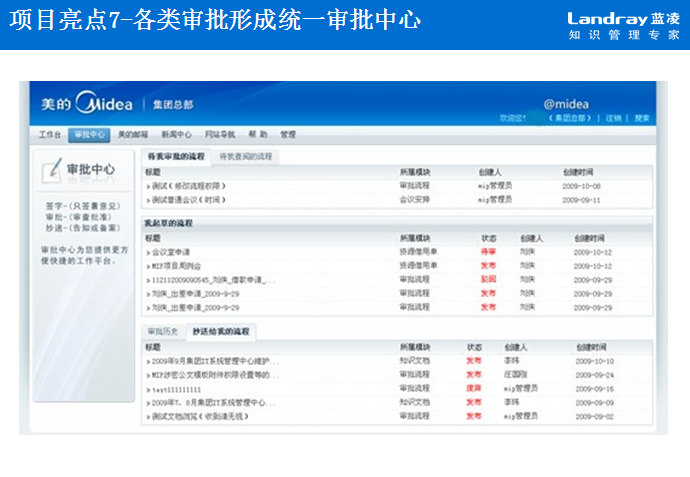 项目亮点7-各类审批形成统一审批中心
Landray蓝凌
知识管理专家
美的 Midea 集团总部
@midea
欢迎您! (集团总部) | 注销 | 搜索
工作台 审批中心 美的邮箱 新闻中心 网站导航 帮助 管理
审批中心
签字-(只签署意见)
审批-(审查批准)
抄送-(告知或备案)
审批中心为您提供更方
便快捷的工作平台。
待我审批的流程 待我查阅的流程
标题 所属模块 创建人 创建时间
测试(修改流程权限) 审批流程 mip管理员 2009-10-08
测试普通会议(时间) 会议安排 mip管理员 2009-09-11
我起草的流程
标题 所属模块 状态 创建人 创建时间
会议室申请 资源借用单 待审 刘侠 2009-10-12
MIP项目周例会 资源借用单 发布 刘侠 2009-10-12
112112009090545_刘侠_借款申请_... 审批流程 驳回 刘侠 2009-09-29
刘侠_出差申请_2009-9-29 审批流程 发布 刘侠 2009-09-29
刘侠_出差申请_2009-9-29 审批流程 发布 刘侠 2009-09-29
审批历史 抄送给我的流程
标题 所属模块 状态 创建人 创建时间
2009年9月集团IT系统管理中心维护... 知识文档 发布 李玮 2009-10-10
MIP涉密公文模板附件权限设置等的... 审批流程 发布 2009-09-24
test111111111 审批流程 废弃 mip管理员 2009-09-16
2009年7、8月集团IT系统管理中心... 知识文档 发布 李玮 2009-09-09
测试文档浏览(收到请无视) 审批流程 发布 mip管理员 2009-09-02